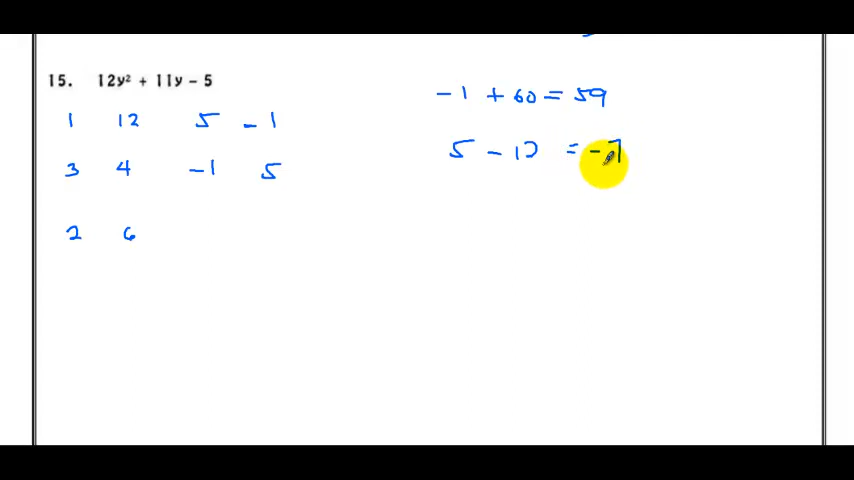 15. 12y² + 11y – 5
1 12 5 -1
-1 + 60 = 59
3 4 -1 5
5 - 12 = -7
2 6